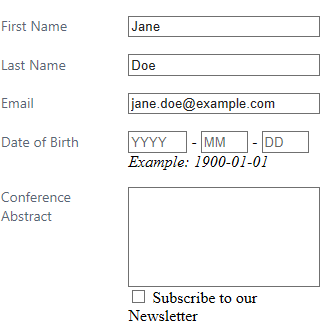 First Name Jane
Last Name Doe
Email jane.doe@example.com
Date of Birth YYYY - MM - DD
Example: 1900-01-01
Conference
Abstract
Subscribe to our
Newsletter